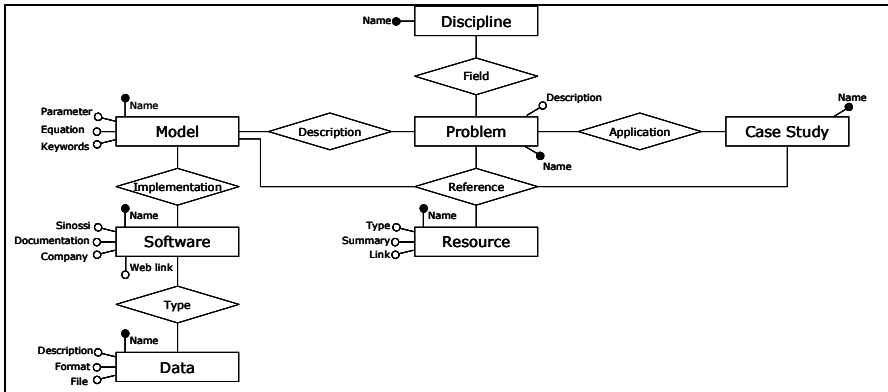 Name
Discipline
Field
Name
Parameter
Equation
Keywords
Model
Description
Description
Problem
Name
Application
Name
Case Study
Implementation
Reference
Name
Sinossi
Documentation
Company
Software
Web link
Name
Type
Summary
Link
Resource
Type
Name
Description
Format
File
Data